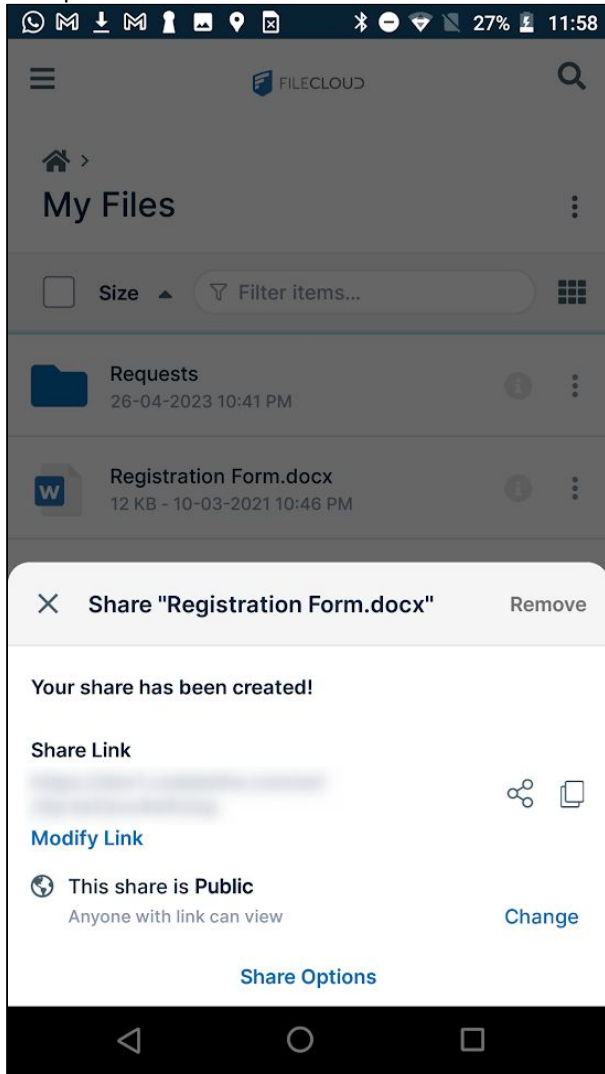 27% 11:58
FILECLOUD
My Files
Size Filter items...
Requests
26-04-2023 10:41 PM
Registration Form.docx
12 KB - 10-03-2021 10:46 PM
Share "Registration Form.docx" Remove
Your share has been created!
Share Link
Modify Link
This share is Public
Anyone with link can view
Change
Share Options